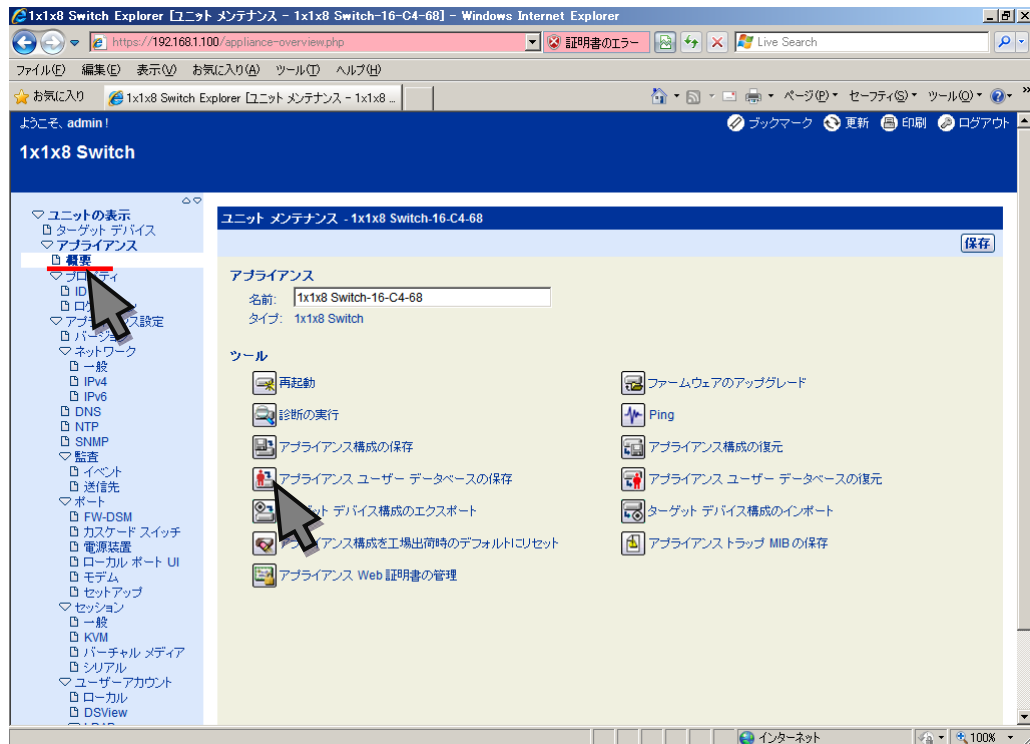 1x1x8 Switch Explorer [ユニット メンテナンス - 1x1x8 Switch-16-C4-68] - Windows Internet Explorer
https://192.168.1.100/appliance-overview.php
証明書のエラー
Live Search
ファイル(F) 編集(E) 表示(V) お気に入り(A) ツール(T) ヘルプ(H)
お気に入り
1x1x8 Switch Explorer [ユニット メンテナンス - 1x1x8 ...
ページ(P) セーフティ(S) ツール(O)
ようこそ、admin !
ブックマーク 更新 印刷 ログアウト
1x1x8 Switch
ユニットの表示
ターゲット デバイス
アプライアンス
概要
プロ ティ
ID
アプ ス設定
ネットワーク
一般
IPv4
IPv6
DNS
NTP
SNMP
監査
イベント
送信先
ポート
FW-DSM
カスケード スイッチ
電源装置
ローカル ポート UI
モデム
セットアップ
セッション
一般
KVM
バーチャル メディア
シリアル
ユーザーアカウント
ローカル
DSView
ユニット メンテナンス - 1x1x8 Switch-16-C4-68
保存
アプライアンス
名前: 1x1x8 Switch-16-C4-68
タイプ: 1x1x8 Switch
ツール
再起動
ファームウェアのアップグレード
診断の実行
Ping
アプライアンス構成の保存
アプライアンス構成の復元
アプライアンス ユーザー データベースの保存
アプライアンス ユーザー データベースの復元
ット デバイス構成のエクスポート
ターゲット デバイス構成のインポート
アプライアンス構成を工場出荷時のデフォルトにリセット
アプライアンス トラップ MIB の保存
アプライアンス Web 証明書の管理
インターネット
100%